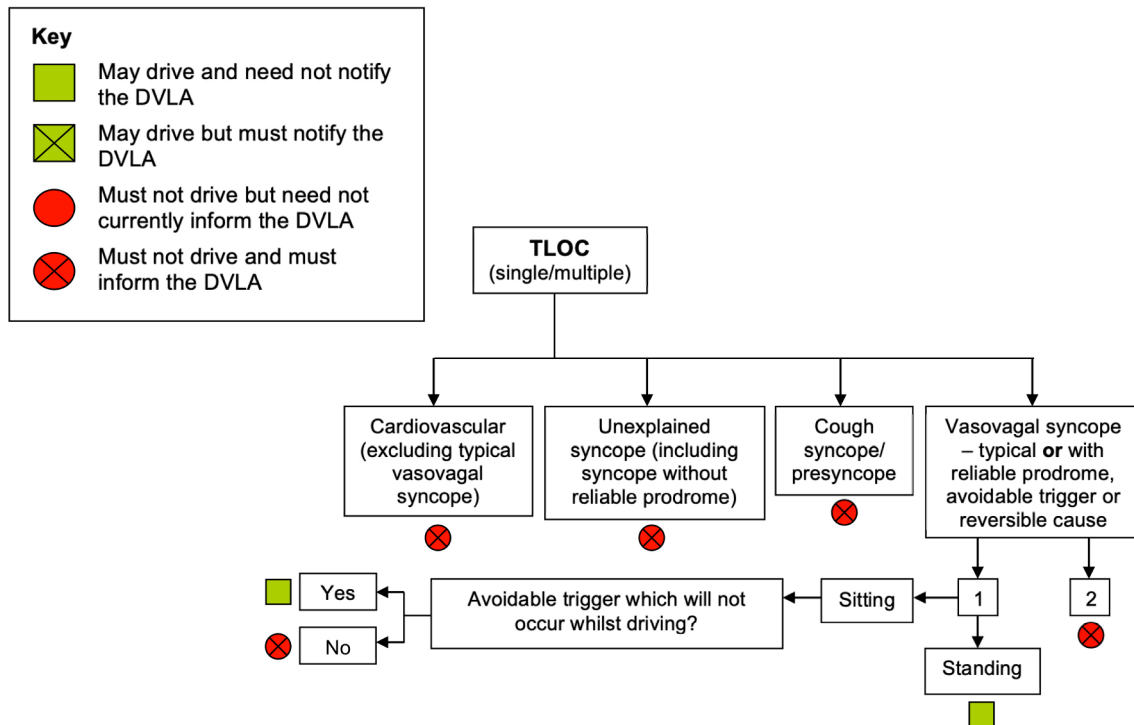 Key
May drive and need not notify
the DVLA
May drive but must notify the
DVLA
Must not drive but need not
currently inform the DVLA
Must not drive and must
inform the DVLA
TLOC
(single/multiple)
Cardiovascular
(excluding typical
vasovagal
syncope)
Unexplained
syncope (including
syncope without
reliable prodrome)
Cough
syncope/
presyncope
Vasovagal syncope
– typical or with
reliable prodrome,
avoidable trigger or
reversible cause
Yes
No
Avoidable trigger which will not
occur whilst driving?
Sitting
1
2
Standing